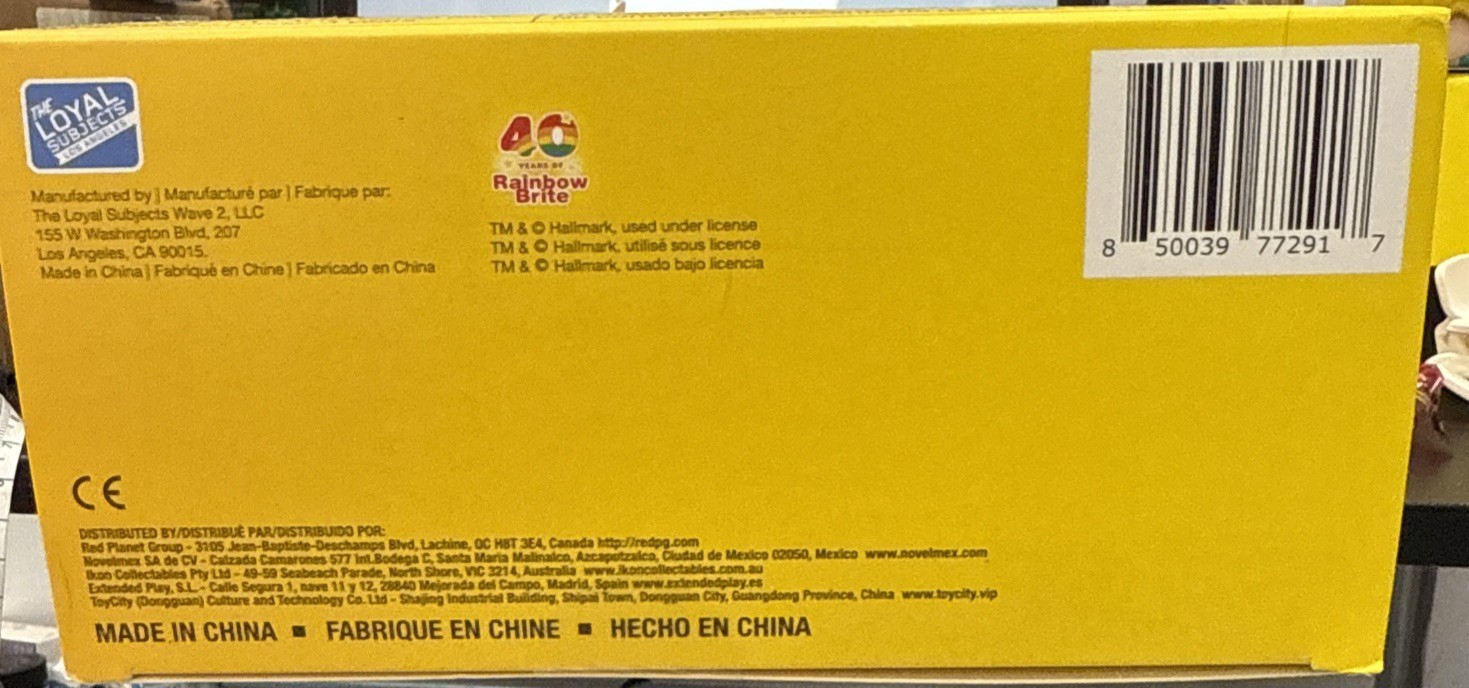 THE
LOYAL
SUBJECTS
LOS ANGELES
Manufactured by | Manufacturé par | Fabrique par:
The Loyal Subjects Wave 2, LLC
155 W Washington Blvd, 207
Los Angeles, CA 90015.
Made in China | Fabriqué en Chine | Fabricado en China
40
YEARS OF
Rainbow
Brite
TM & © Hallmark, used under license
TM & © Hallmark, utilisé sous licence
TM & © Hallmark, usado bajo licencia
8 50039 77291 7
CE
DISTRIBUTED BY/DISTRIBUÉ PAR/DISTRIBUIDO POR:
Red Planet Group - 3105 Jean-Baptiste-Deschamps Blvd, Lachine, QC H8T 3E4, Canada http://redpg.com
Novelmex SA de CV - Calzada Camarones 577 Int.Bodega C, Santa Maria Malinalco, Azcapotzalco, Ciudad de Mexico 02050, Mexico www.novelmex.com
Ikon Collectables Pty Ltd - 49-59 Seabeach Parade, North Shore, VIC 3214, Australia www.ikoncollectables.com.au
Extended Play, S.L. - Calle Segura 1, nave 11 y 12, 28840 Mejorada del Campo, Madrid, Spain www.extendedplay.es
ToyCity (Dongguan) Culture and Technology Co. Ltd - Shajing Industrial Building, Shipai Town, Dongguan City, Guangdong Province, China www.toycity.vip
MADE IN CHINA ■ FABRIQUE EN CHINE ■ HECHO EN CHINA